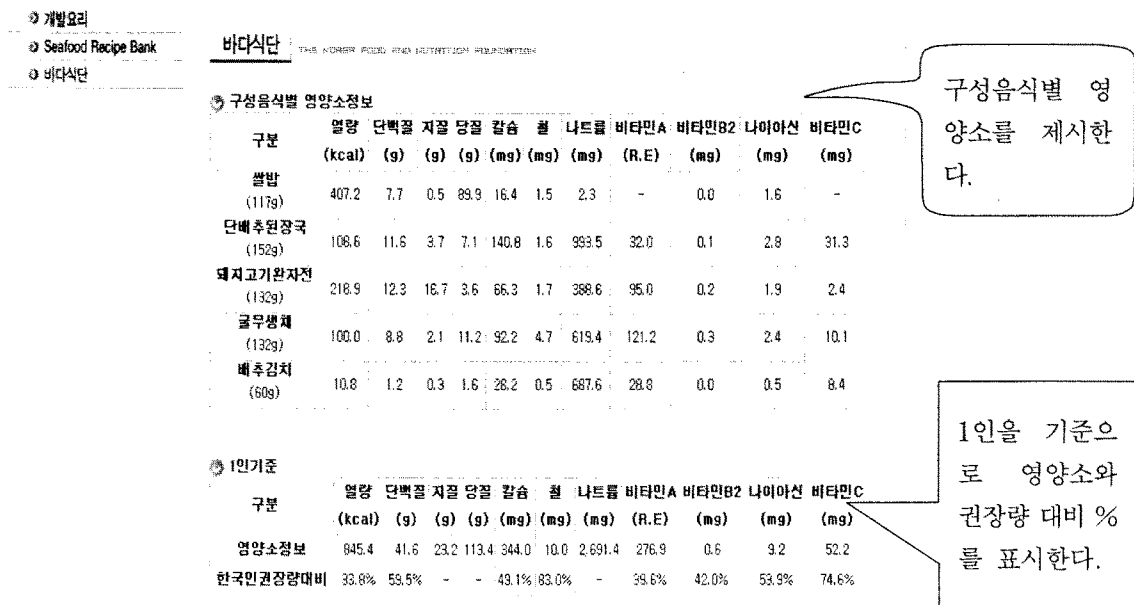 개발요리
Seafood Recipe Bank
바다식단
바다식단 THE KOREA FOOD AND NUTRITION FOUNDATION
구성음식별 영양소정보
구분 열량 단백질 지질 당질 칼슘 철 나트륨 비타민A 비타민B2 나이아신 비타민C
(kcal) (g) (g) (g) (mg) (mg) (mg) (R.E) (mg) (mg) (mg)
쌀밥 (117g) 407.2 7.7 0.5 89.9 16.4 1.5 2.3 - 0.0 1.6 -
단배추된장국 (152g) 108.6 11.6 3.7 7.1 140.8 1.6 993.5 32.0 0.1 2.8 31.3
돼지고기완자전 (132g) 218.9 12.3 16.7 3.6 66.3 1.7 388.6 95.0 0.2 1.9 2.4
굴무생채 (132g) 100.0 8.8 2.1 11.2 92.2 4.7 619.4 121.2 0.3 2.4 10.1
배추김치 (60g) 10.8 1.2 0.3 1.6 28.2 0.5 687.6 28.8 0.0 0.5 8.4
구성음식별 영
양소를 제시한
다.
1인기준
구분 열량 단백질 지질 당질 칼슘 철 나트륨 비타민A 비타민B2 나이아신 비타민C
(kcal) (g) (g) (g) (mg) (mg) (mg) (R.E) (mg) (mg) (mg)
영양소정보 845.4 41.6 23.2 113.4 344.0 10.0 2,691.4 276.9 0.6 9.2 52.2
한국인권장량대비 33.8% 59.5% - - 49.1% 83.0% - 39.6% 42.0% 53.9% 74.6%
1인을 기준으
로 영양소와
권장량 대비 %
를 표시한다.